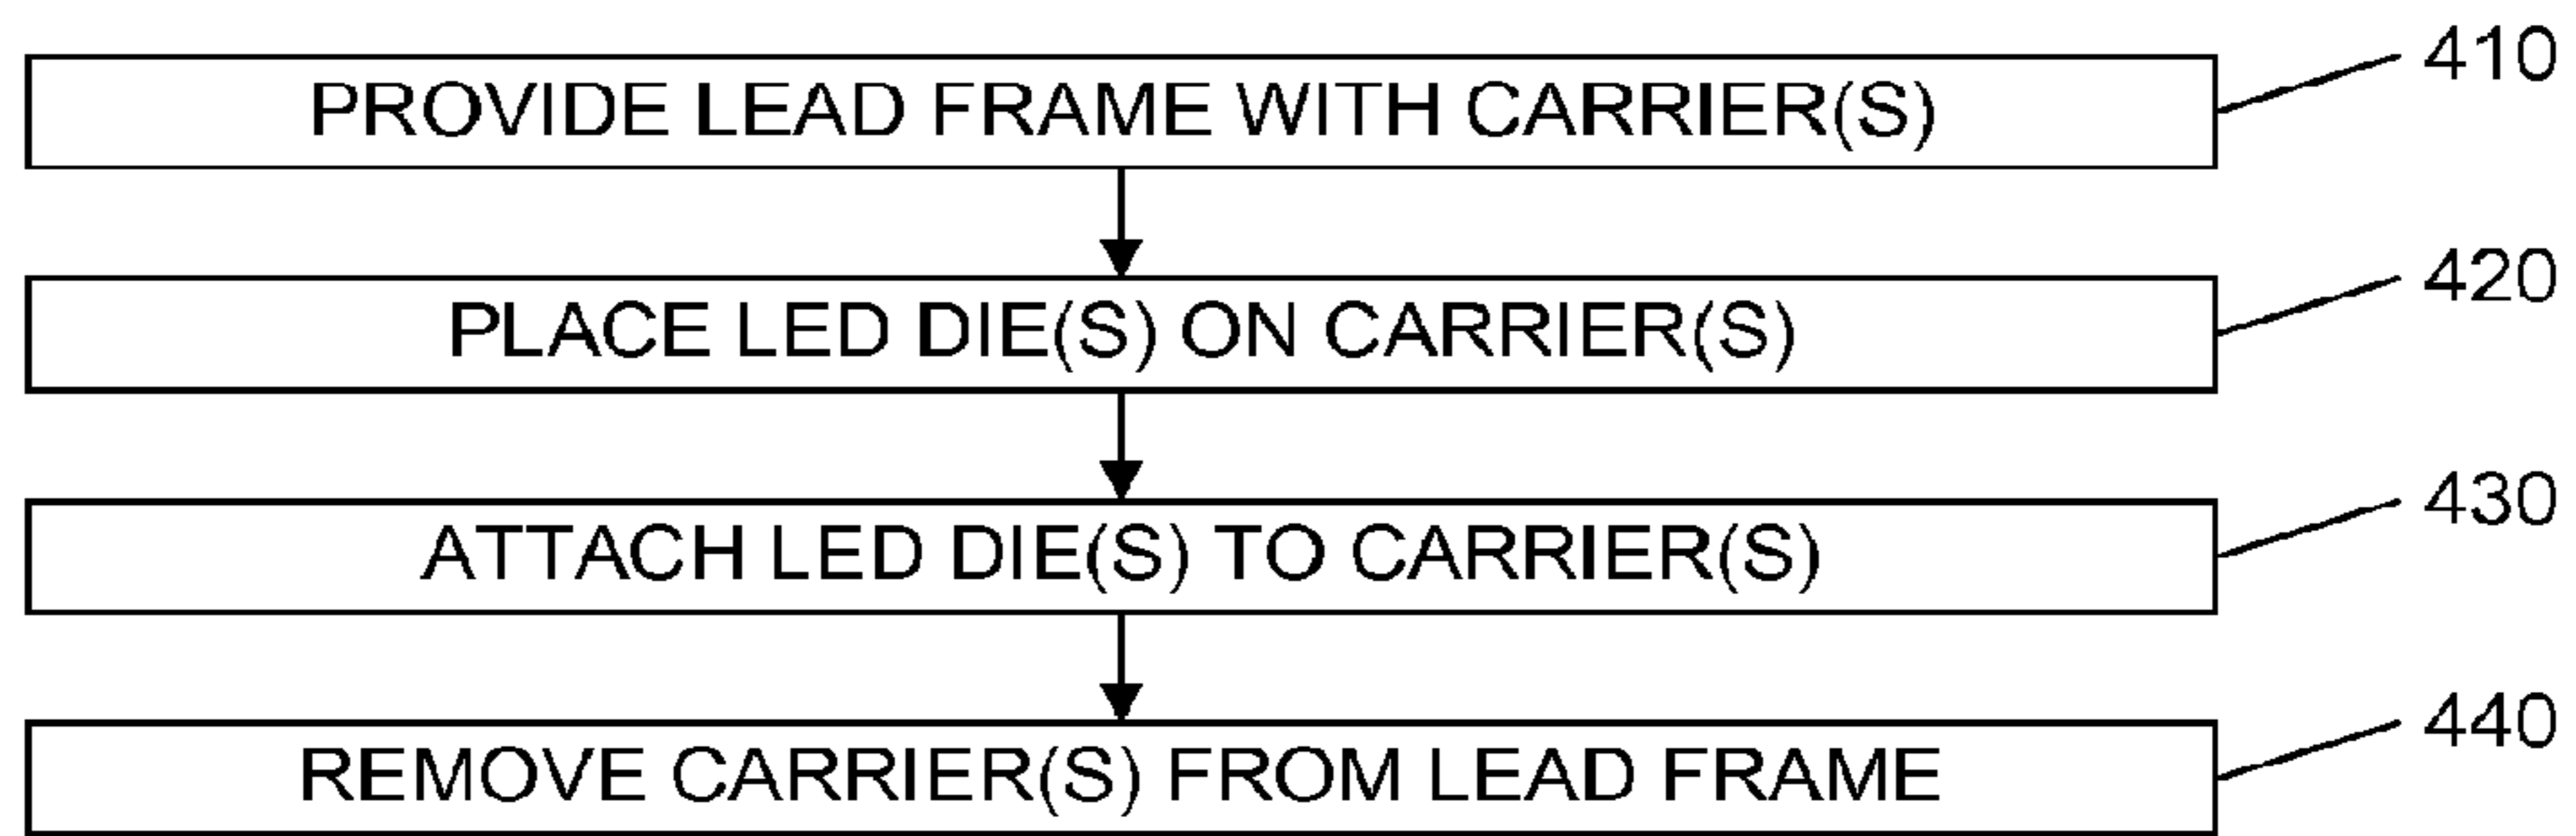 PROVIDE LEAD FRAME WITH CARRIER(S)
410
PLACE LED DIE(S) ON CARRIER(S)
420
ATTACH LED DIE(S) TO CARRIER(S)
430
REMOVE CARRIER(S) FROM LEAD FRAME
440